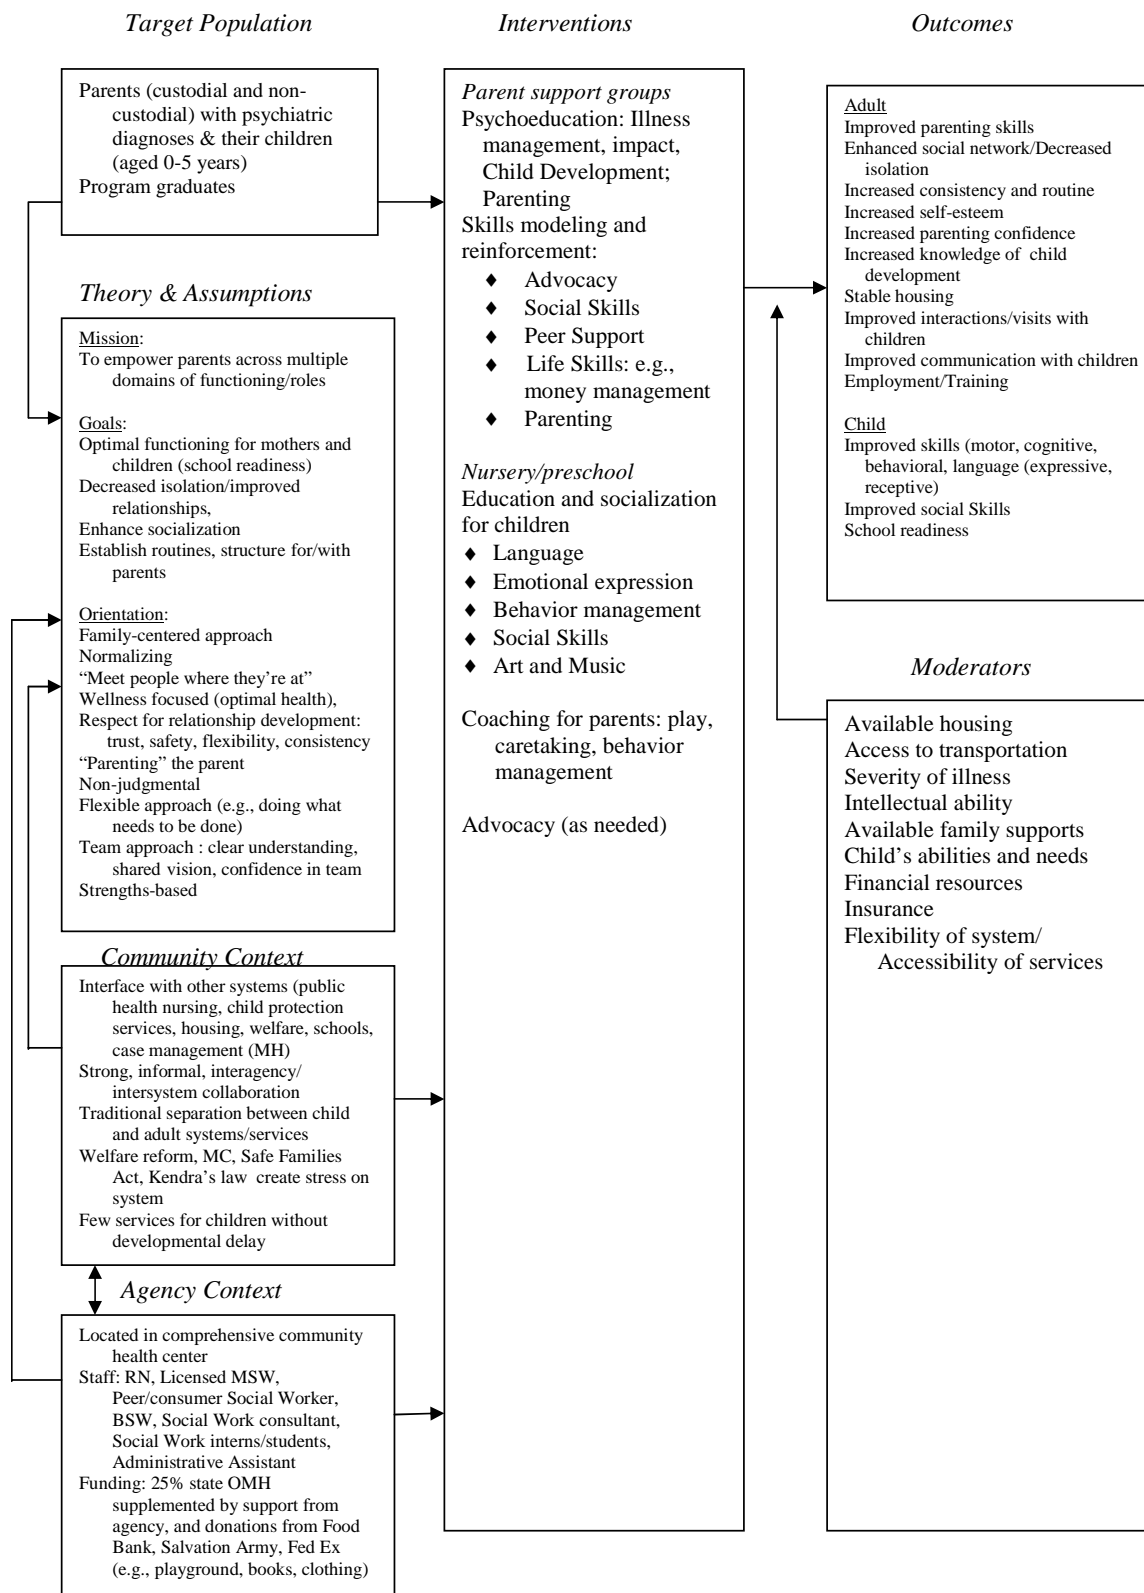 Target Population
Parents (custodial and non-
custodial) with psychiatric
diagnoses & their children
(aged 0-5 years)
Program graduates
Theory & Assumptions
Mission:
To empower parents across multiple
domains of functioning/roles
Goals:
Optimal functioning for mothers and
children (school readiness)
Decreased isolation/improved
relationships,
Enhance socialization
Establish routines, structure for/with
parents
Orientation:
Family-centered approach
Normalizing
“Meet people where they’re at”
Wellness focused (optimal health),
Respect for relationship development:
trust, safety, flexibility, consistency
“Parenting” the parent
Non-judgmental
Flexible approach (e.g., doing what
needs to be done)
Team approach : clear understanding,
shared vision, confidence in team
Strengths-based
Community Context
Interface with other systems (public
health nursing, child protection
services, housing, welfare, schools,
case management (MH)
Strong, informal, interagency/
intersystem collaboration
Traditional separation between child
and adult systems/services
Welfare reform, MC, Safe Families
Act, Kendra’s law create stress on
system
Few services for children without
developmental delay
Agency Context
Located in comprehensive community
health center
Staff: RN, Licensed MSW,
Peer/consumer Social Worker,
BSW, Social Work consultant,
Social Work interns/students,
Administrative Assistant
Funding: 25% state OMH
supplemented by support from
agency, and donations from Food
Bank, Salvation Army, Fed Ex
(e.g., playground, books, clothing)
Interventions
Parent support groups
Psychoeducation: Illness
management, impact,
Child Development;
Parenting
Skills modeling and
reinforcement:
♦ Advocacy
♦ Social Skills
♦ Peer Support
♦ Life Skills: e.g.,
money management
♦ Parenting
Nursery/preschool
Education and socialization
for children
♦ Language
♦ Emotional expression
♦ Behavior management
♦ Social Skills
♦ Art and Music
Coaching for parents: play,
caretaking, behavior
management
Advocacy (as needed)
Outcomes
Adult
Improved parenting skills
Enhanced social network/Decreased
isolation
Increased consistency and routine
Increased self-esteem
Increased parenting confidence
Increased knowledge of child
development
Stable housing
Improved interactions/visits with
children
Improved communication with children
Employment/Training
Child
Improved skills (motor, cognitive,
behavioral, language (expressive,
receptive)
Improved social Skills
School readiness
Moderators
Available housing
Access to transportation
Severity of illness
Intellectual ability
Available family supports
Child’s abilities and needs
Financial resources
Insurance
Flexibility of system/
Accessibility of services